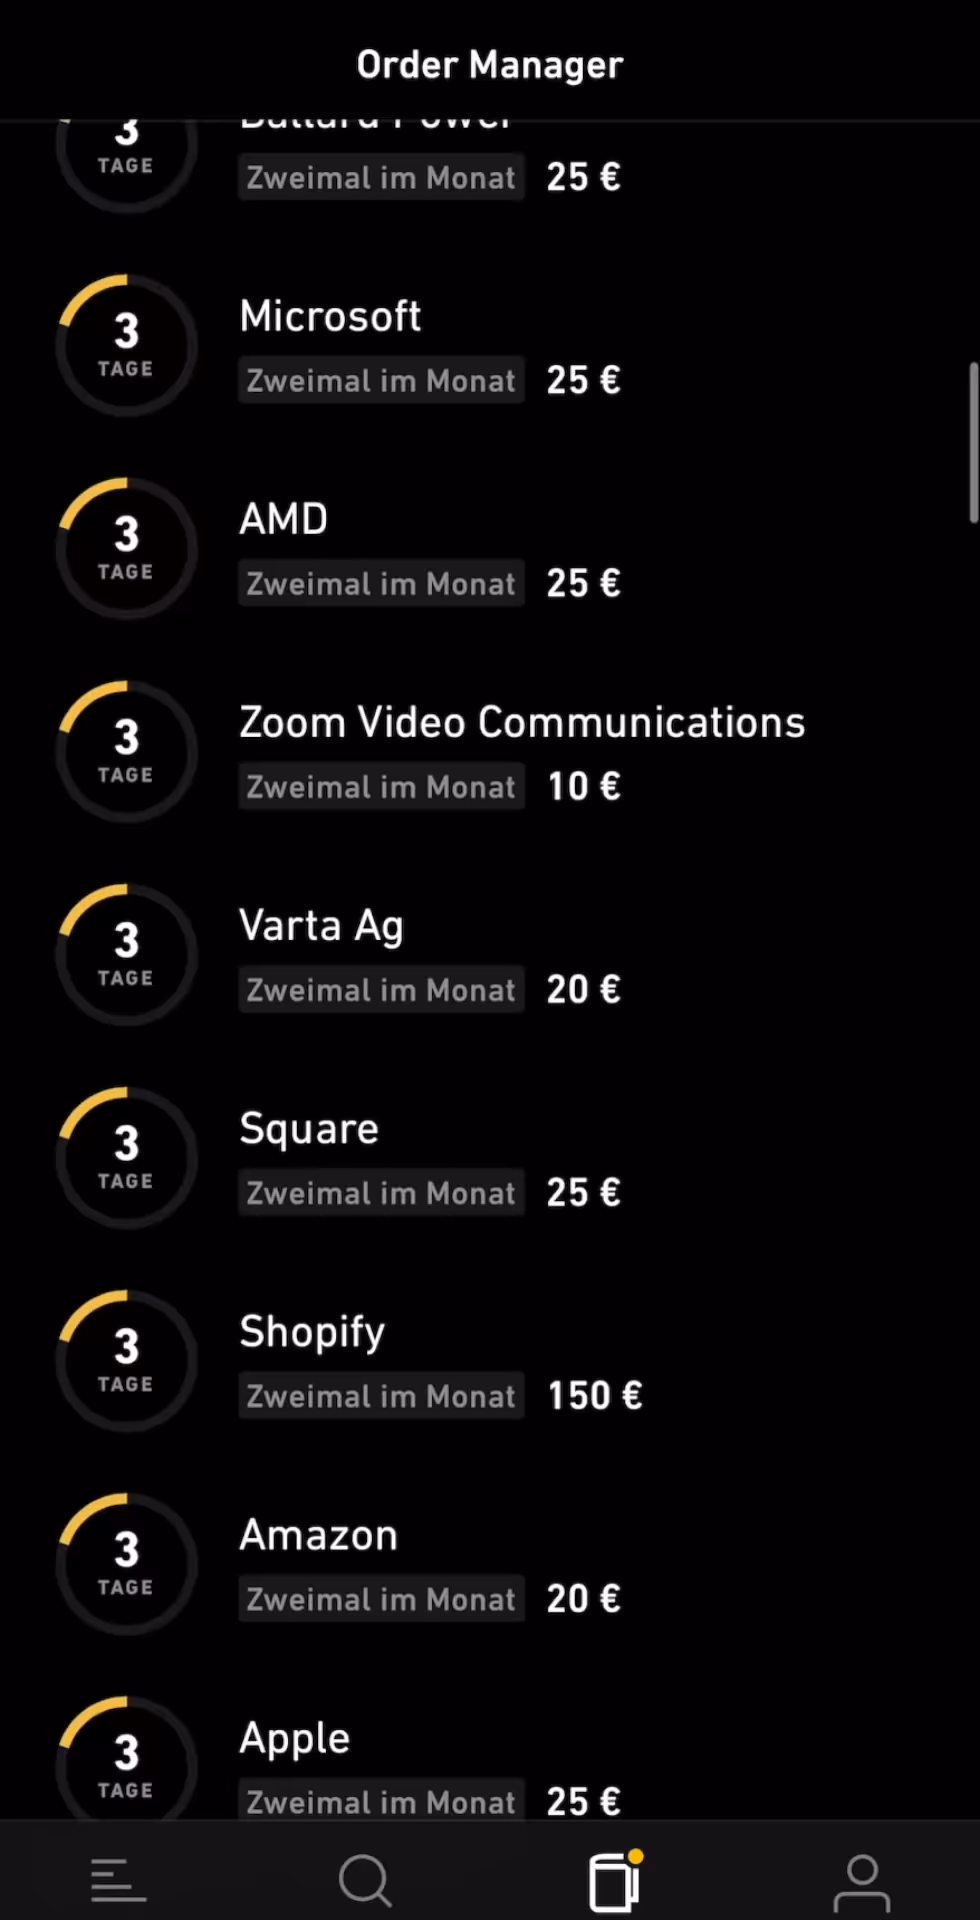 Order Manager
Ballard Power
3
TAGE
Zweimal im Monat 25 €
Microsoft
3
TAGE
Zweimal im Monat 25 €
AMD
3
TAGE
Zweimal im Monat 25 €
Zoom Video Communications
3
TAGE
Zweimal im Monat 10 €
Varta Ag
3
TAGE
Zweimal im Monat 20 €
Square
3
TAGE
Zweimal im Monat 25 €
Shopify
3
TAGE
Zweimal im Monat 150 €
Amazon
3
TAGE
Zweimal im Monat 20 €
Apple
3
TAGE
Zweimal im Monat 25 €